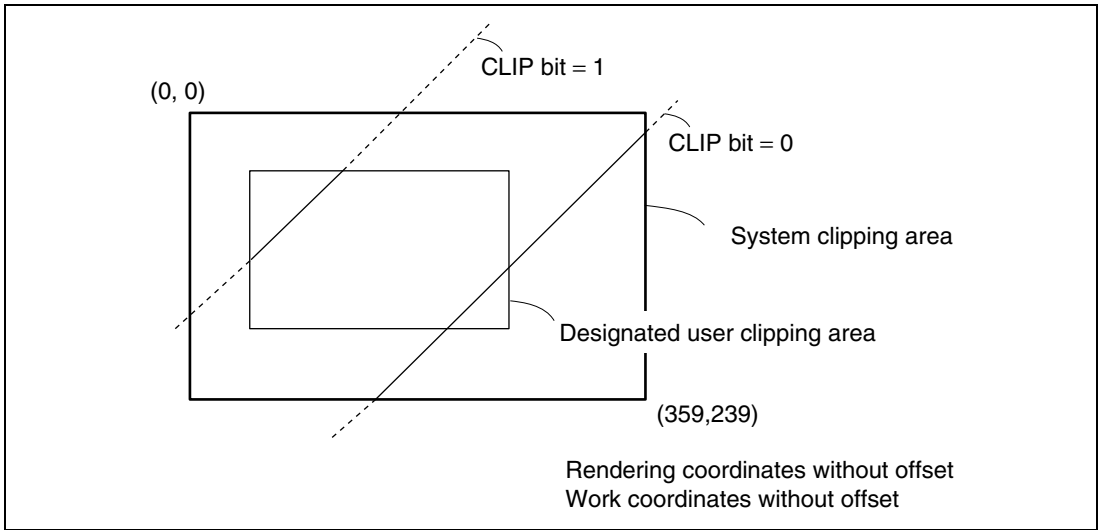 CLIP bit = 1
(0, 0)
CLIP bit = 0
System clipping area
Designated user clipping area
(359,239)
Rendering coordinates without offset
Work coordinates without offset